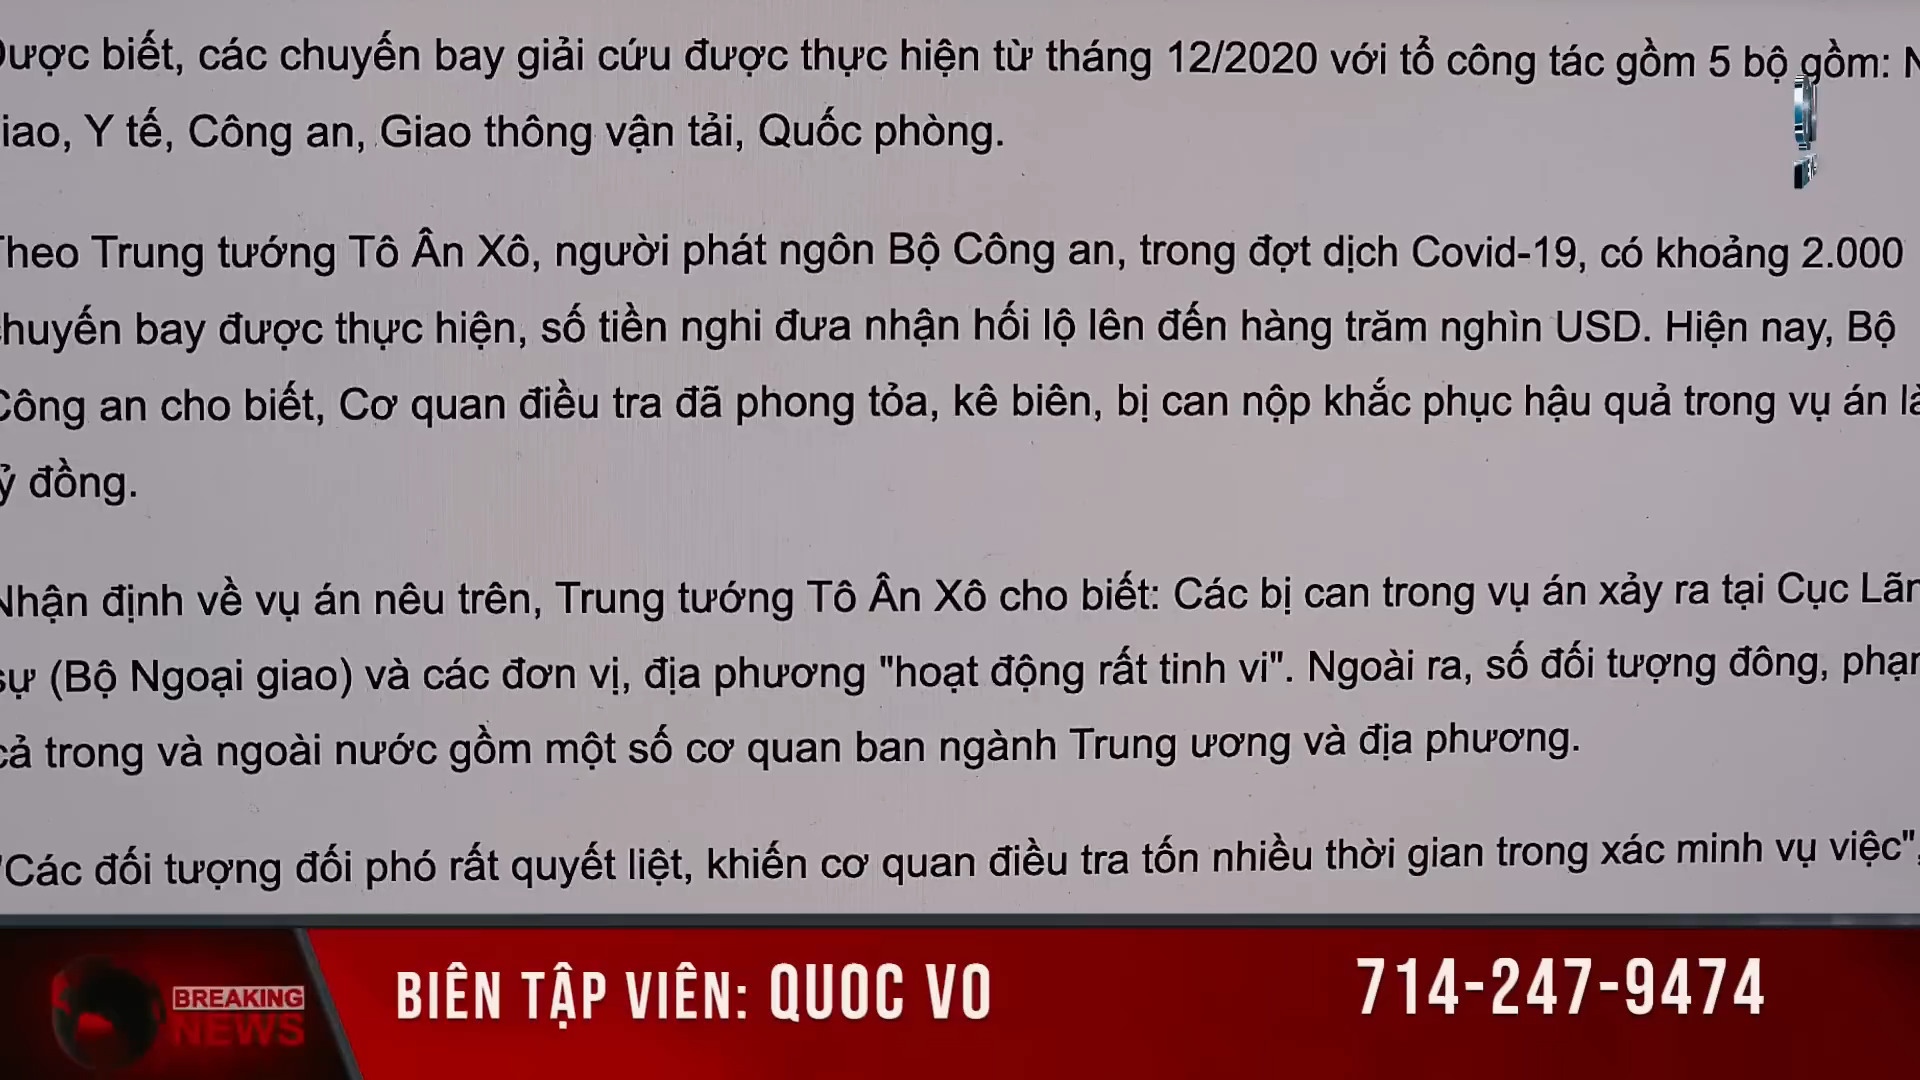 Được biết, các chuyến bay giải cứu được thực hiện từ tháng 12/2020 với tổ công tác gồm 5 bộ gồm: N
iao, Y tế, Công an, Giao thông vận tải, Quốc phòng.
Theo Trung tướng Tô Ân Xô, người phát ngôn Bộ Công an, trong đợt dịch Covid-19, có khoảng 2.000
chuyến bay được thực hiện, số tiền nghi đưa nhận hối lộ lên đến hàng trăm nghìn USD. Hiện nay, Bộ
Công an cho biết, Cơ quan điều tra đã phong tỏa, kê biên, bị can nộp khắc phục hậu quả trong vụ án là
tỷ đồng.
Nhận định về vụ án nêu trên, Trung tướng Tô Ân Xô cho biết: Các bị can trong vụ án xảy ra tại Cục Lãn
sự (Bộ Ngoại giao) và các đơn vị, địa phương "hoạt động rất tinh vi". Ngoài ra, số đối tượng đông, phạm
cả trong và ngoài nước gồm một số cơ quan ban ngành Trung ương và địa phương.
"Các đối tượng đối phó rất quyết liệt, khiến cơ quan điều tra tốn nhiều thời gian trong xác minh vụ việc",
BREAKING
NEWS
BIÊN TẬP VIÊN: QUOC VO
714-247-9474